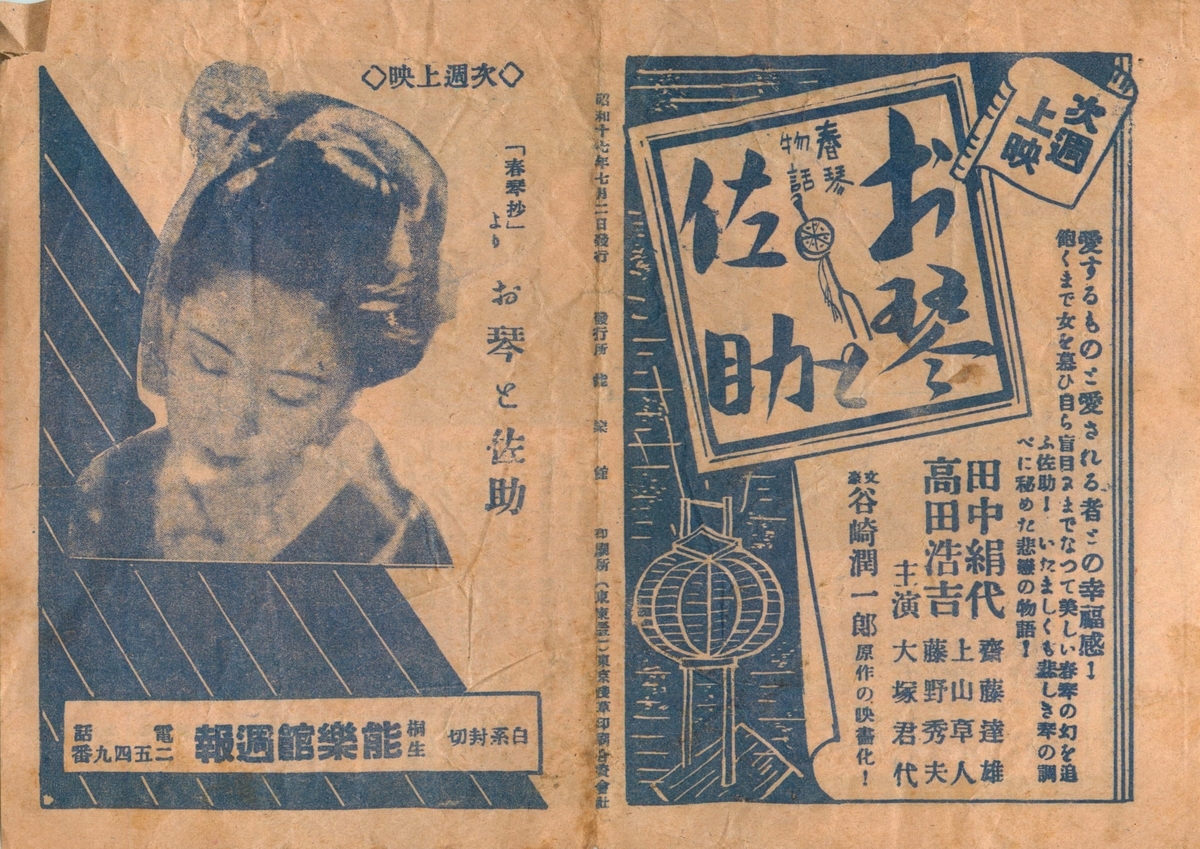 次週
上映
お琴と
佐助
春琴
物話
愛するものと愛される者との幸福感!
飽くまで女を慕ひ自ら盲目にまでなつて美しい春琴の幻を追
ふ佐助!いたましくも悲しき琴の調
べに秘めた悲戀の物語!
田中絹代
高田浩吉
主演
齋藤達雄
上山草人
藤野秀夫
大塚君代
文豪谷崎潤一郎原作の映畫化!
昭和十七年七月二日發行 發行所 能樂館 印刷所 東京淺草印刷合資會社
◇次週上映◇
「春琴抄」より お琴と佐助
白系封切
桐生
能樂館週報
電話
二五四九番